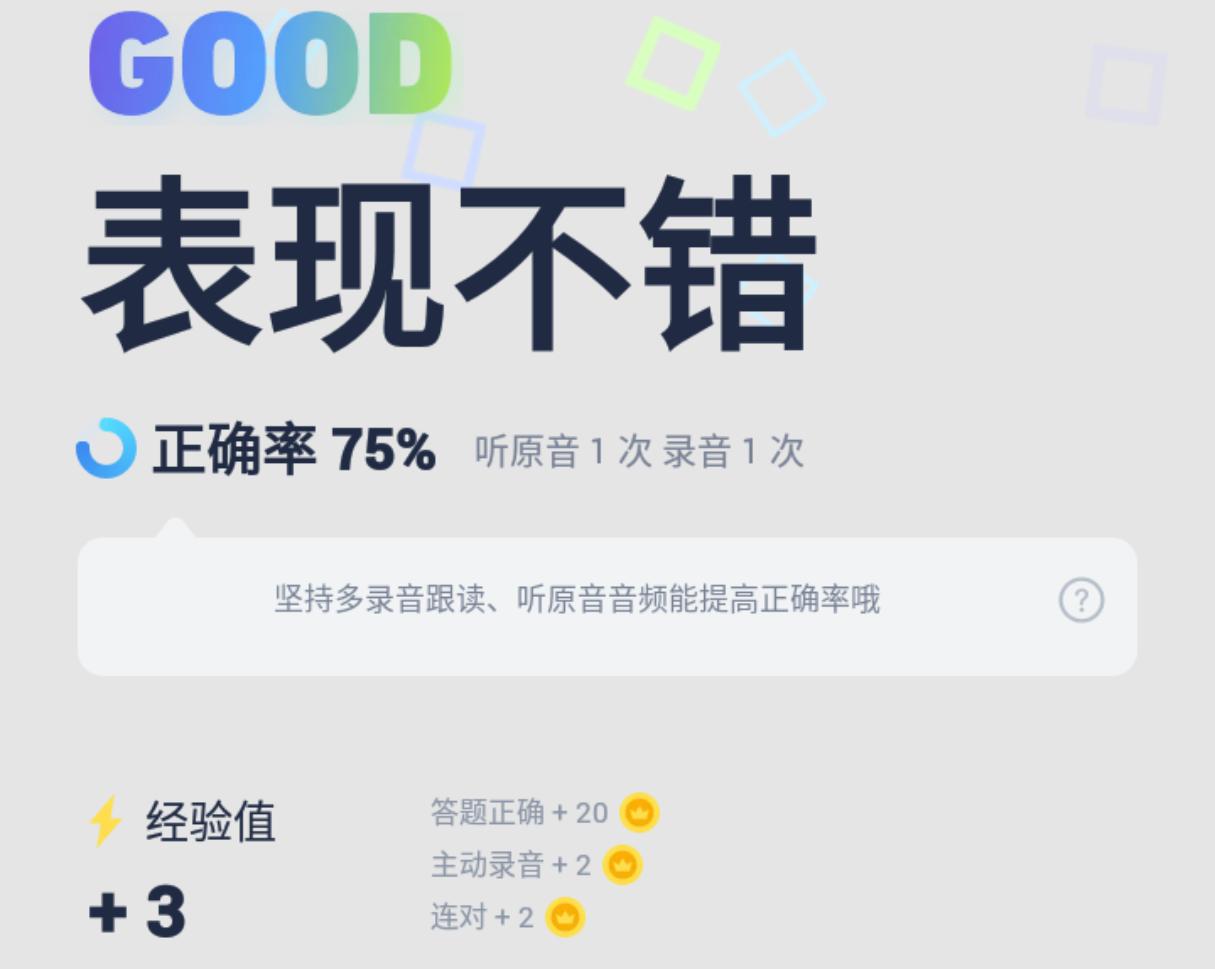 GOOD
表现不错
正确率 75% 听原音 1 次 录音 1 次
坚持多录音跟读、听原音音频能提高正确率哦
?
经验值
+ 3
答题正确 + 20
主动录音 + 2
连对 + 2